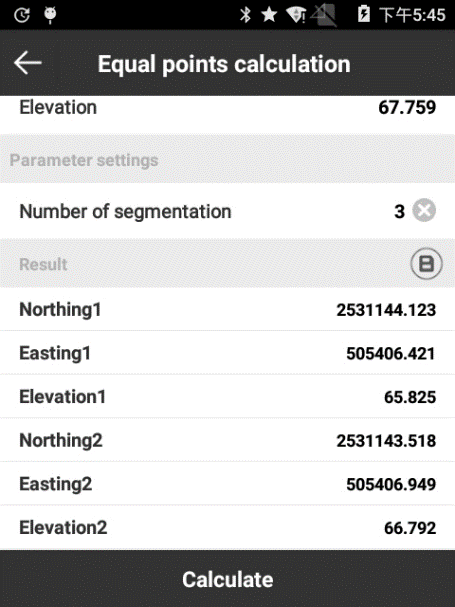 下午5:45
Equal points calculation
Elevation 67.759
Parameter settings
Number of segmentation 3
Result
Northing1 2531144.123
Easting1 505406.421
Elevation1 65.825
Northing2 2531143.518
Easting2 505406.949
Elevation2 66.792
Calculate